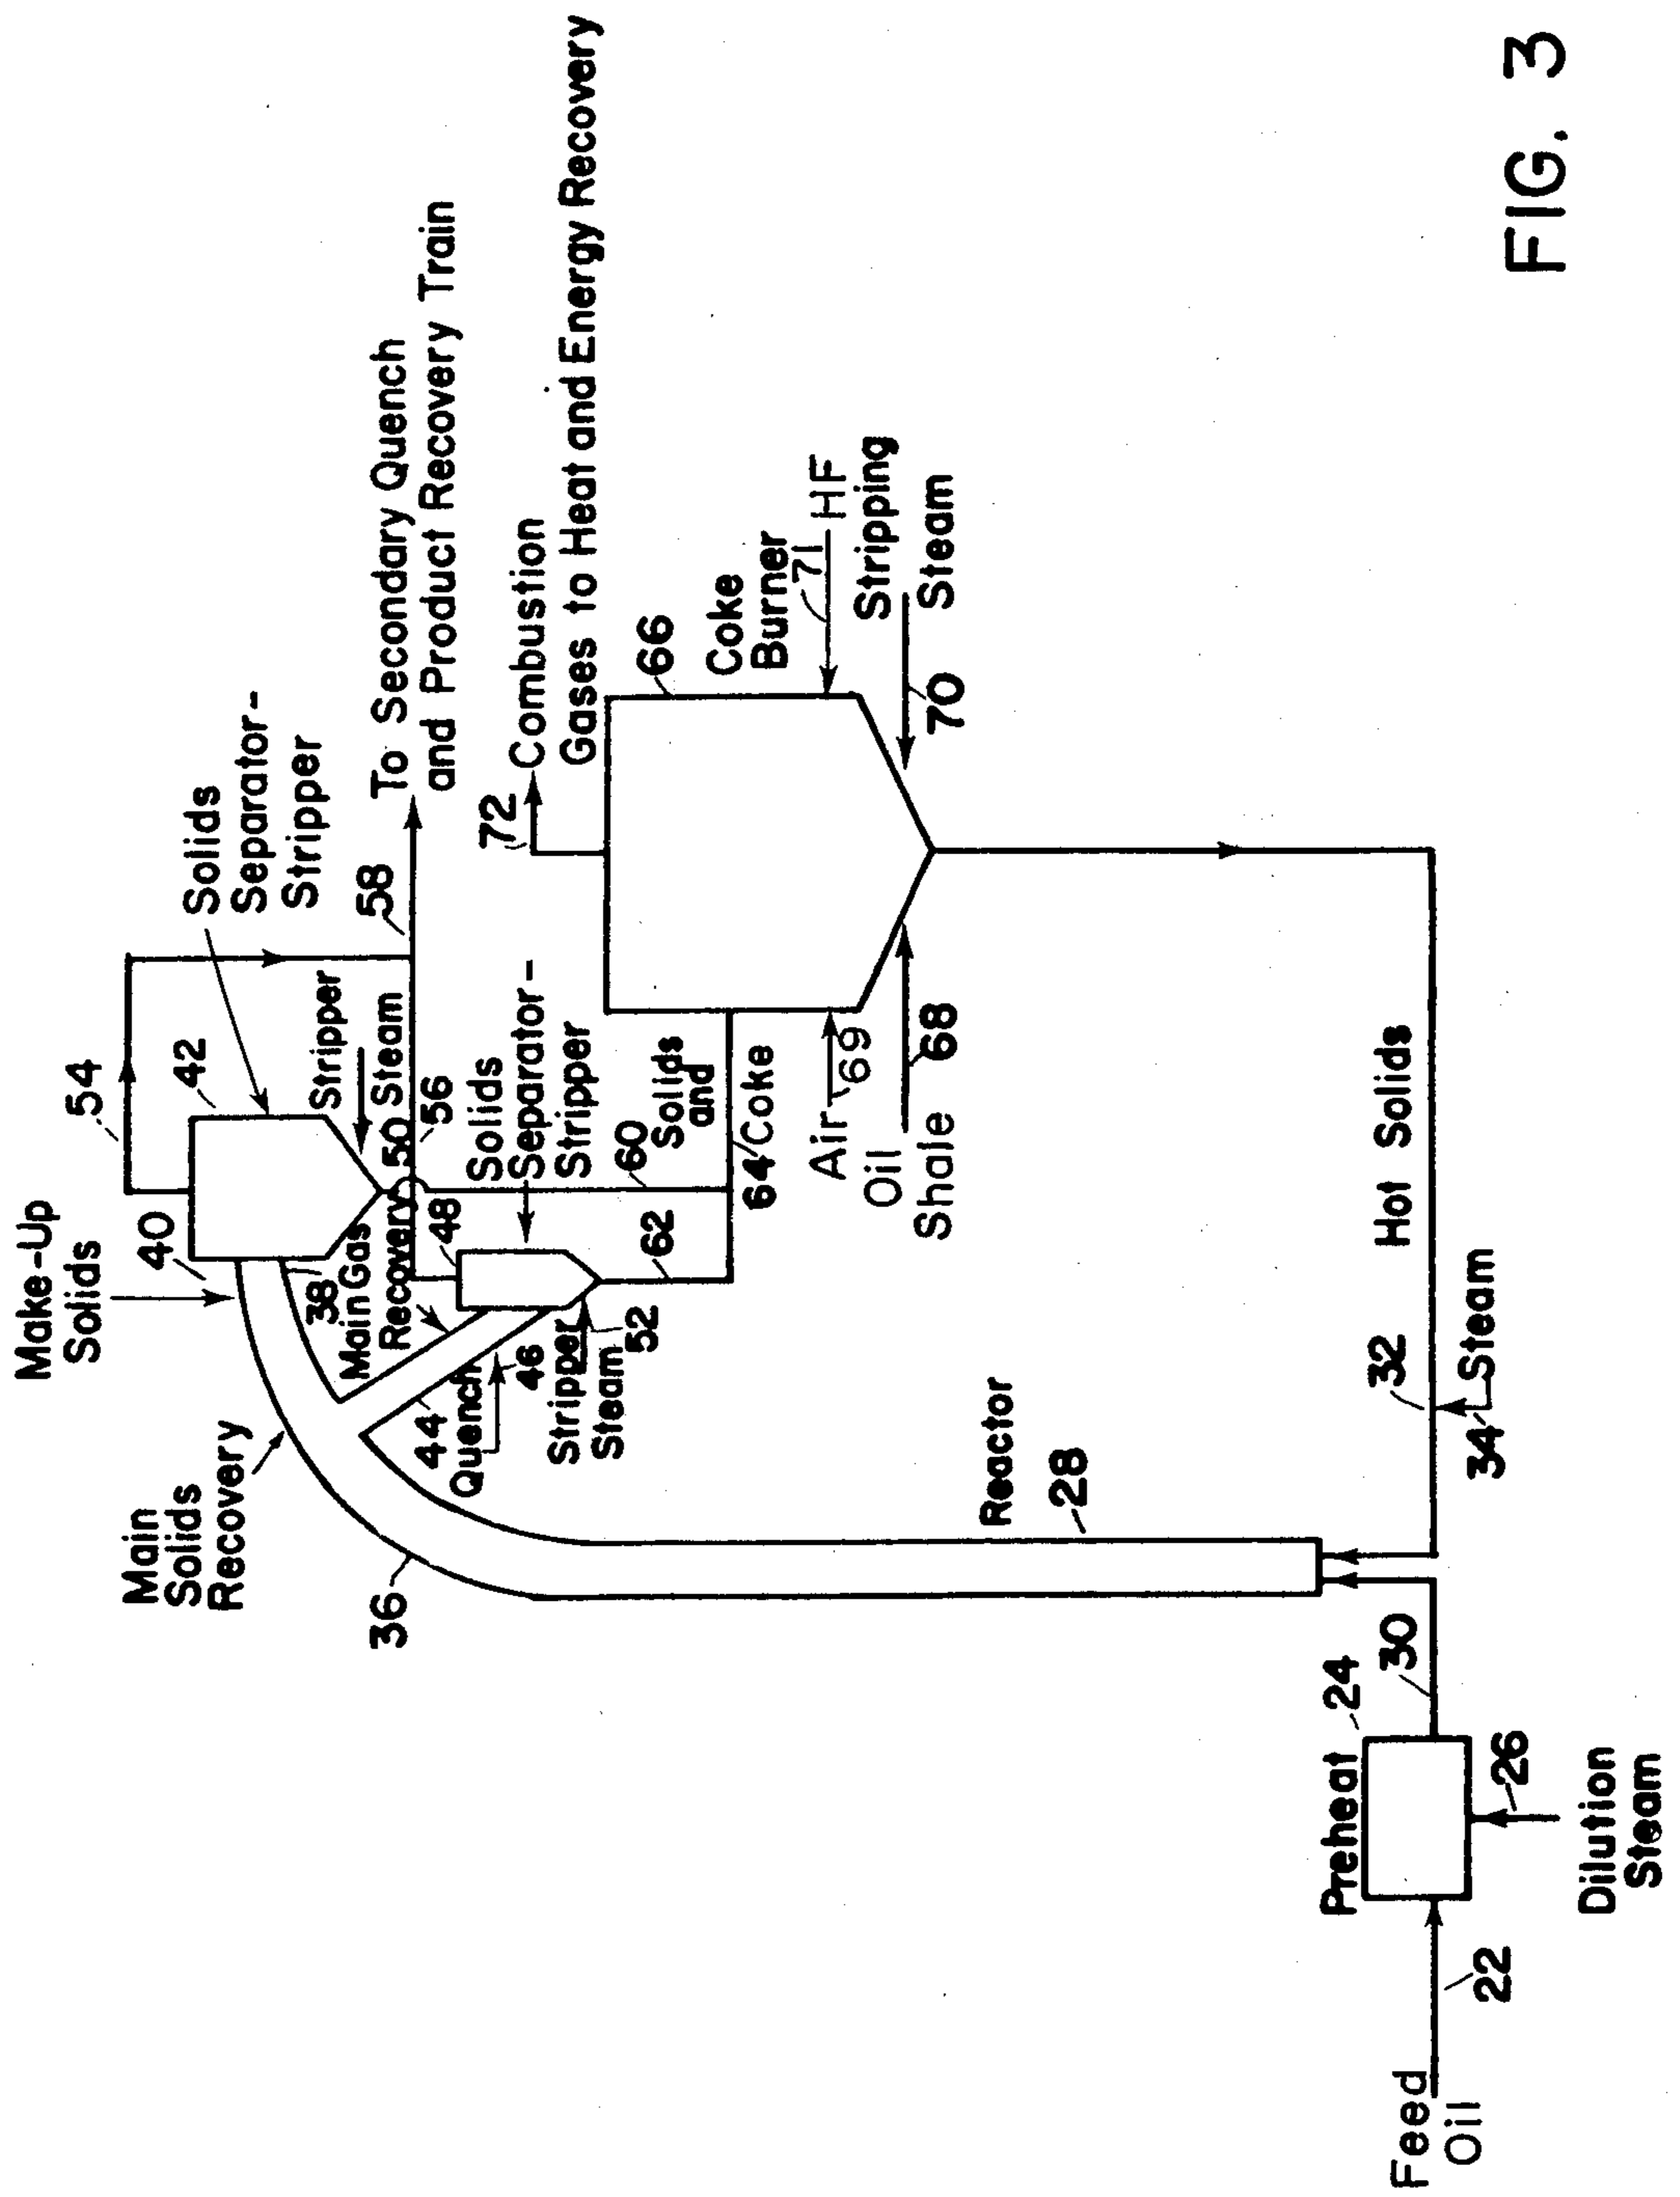 Make-Up
Solids
40
54
42
Solids
Separator-
Stripper
Main
Solids
Recovery
36
38
Main Gas
Recovery
Stripper
Steam
50
58
To Secondary Quench
and Product Recovery Train
56
48
Solids
Separator-
Stripper
44
Quench
46
Stripper
Steam
52
62
60
Solids
and
Coke
64
72
Combustion
Gases to Heat and Energy Recovery
66
Coke
Burner
71
HF
Stripping
Steam
70
Air
69
Oil
Shale
68
Reactor
28
Hot Solids
32
Steam
34
30
Preheat
24
26
Dilution
Steam
22
Feed
Oil
FIG. 3